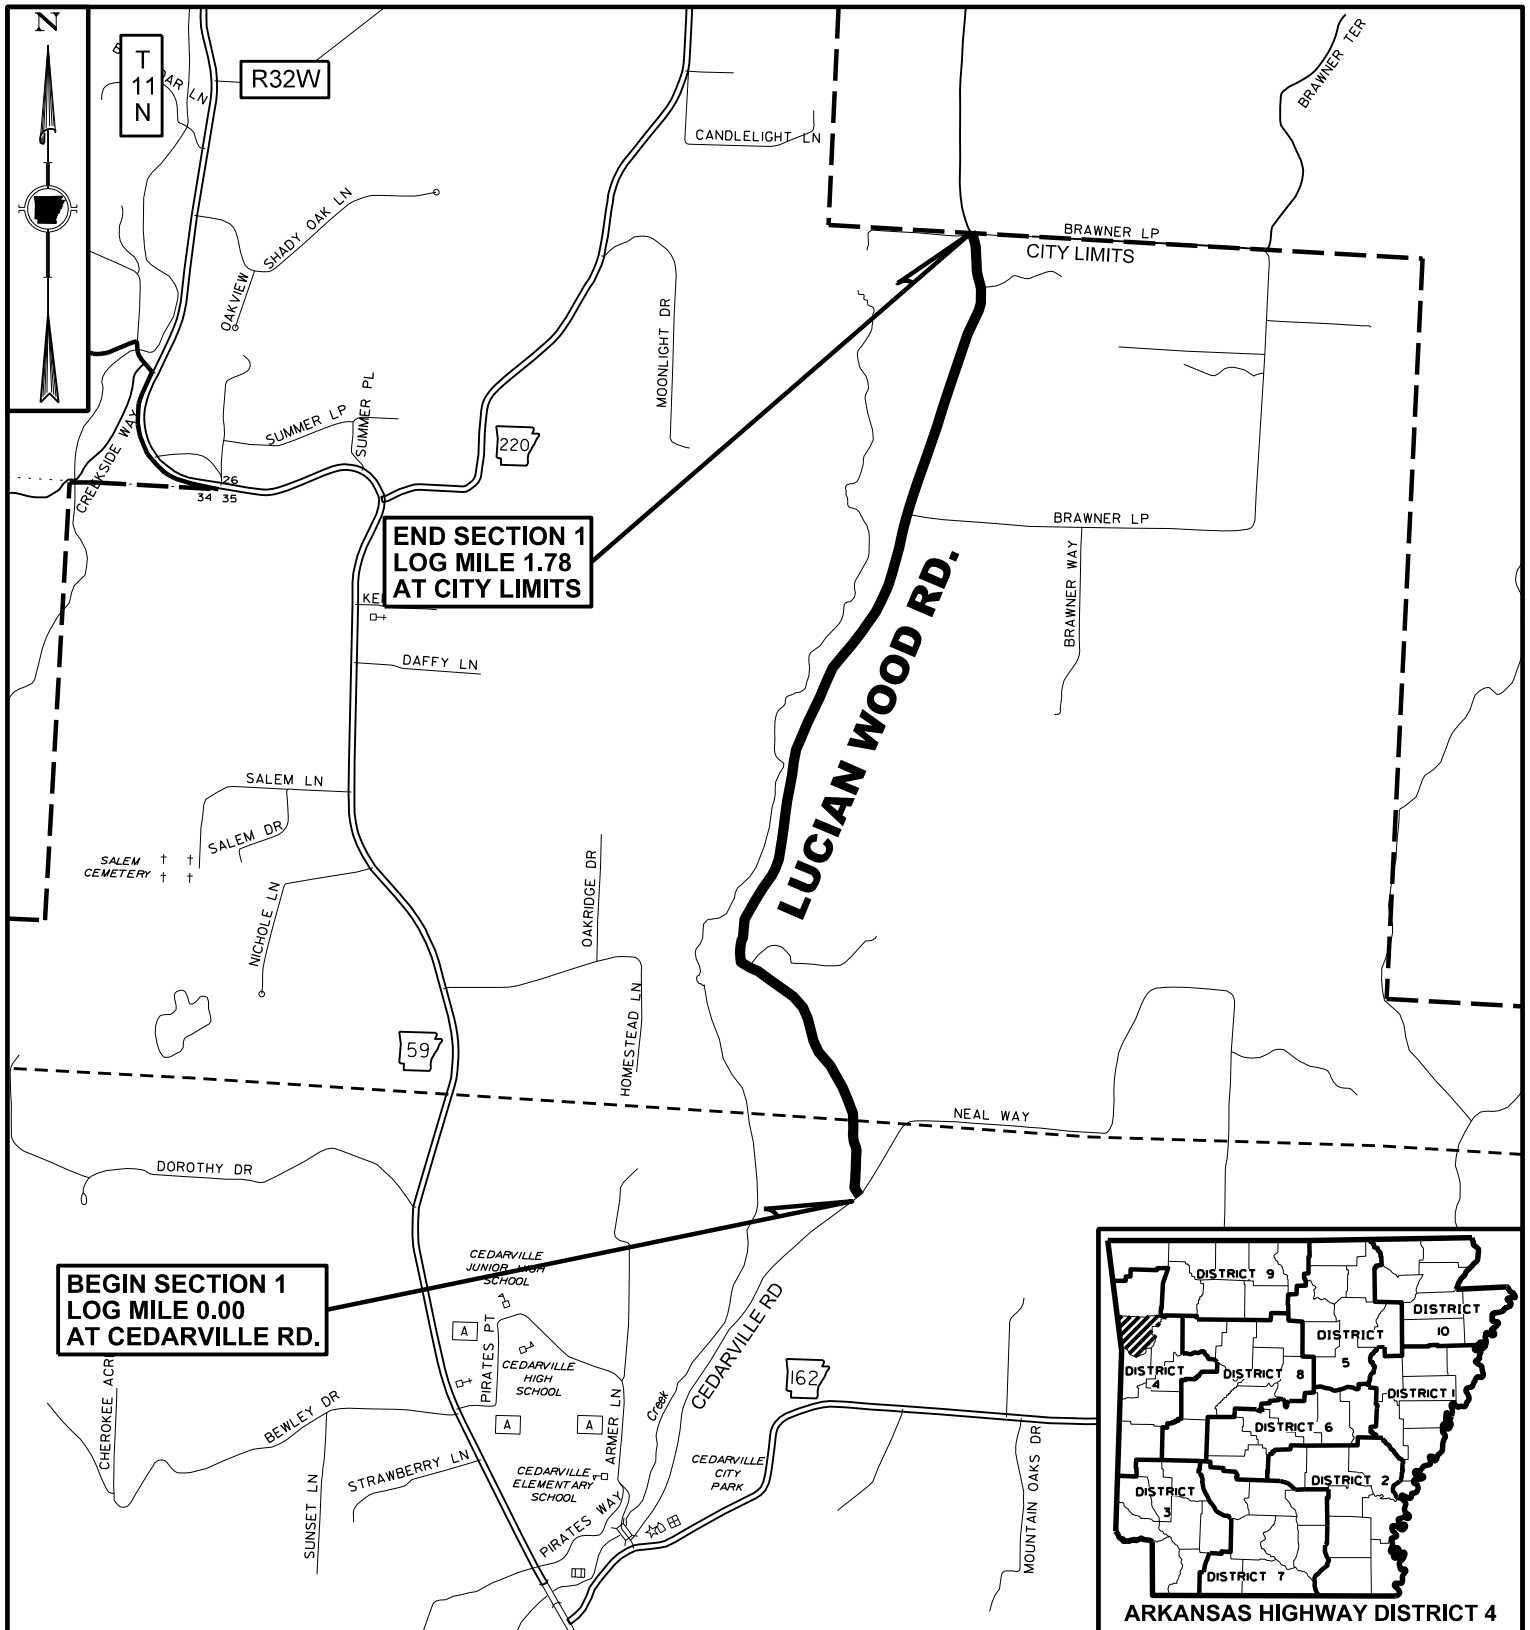 N
T
11
N
R32W
SHADY OAK LN
OAKVIEW
CANDLELIGHT LN
BRAWNER TER
BRAWNER LP
CITY LIMITS
MOONLIGHT DR
SUMMER LP
SUMMER PL
CREEKSIDE WAY
220
26
34 35
END SECTION 1
LOG MILE 1.78
AT CITY LIMITS
BRAWNER LP
BRAWNER WAY
DAFFY LN
LUCIAN WOOD RD.
SALEM LN
SALEM DR
SALEM
CEMETERY
NICHOLE LN
OAKRIDGE DR
HOMESTEAD LN
59
NEAL WAY
DOROTHY DR
BEGIN SECTION 1
LOG MILE 0.00
AT CEDARVILLE RD.
CEDARVILLE
JUNIOR HIGH
SCHOOL
A
PIRATES PT
CEDARVILLE
HIGH
SCHOOL
A
A
ARMER LN
Creek
CEDARVILLE RD
162
CHEROKEE ACR
BEWLEY DR
STRAWBERRY LN
SUNSET LN
CEDARVILLE
ELEMENTARY
SCHOOL
PIRATES WAY
CEDARVILLE
CITY
PARK
MOUNTAIN OAKS DR
DISTRICT 9
DISTRICT
10
DISTRICT
5
DISTRICT
4
DISTRICT 8
DISTRICT 1
DISTRICT 6
DISTRICT 2
DISTRICT
3
DISTRICT 7
ARKANSAS HIGHWAY DISTRICT 4